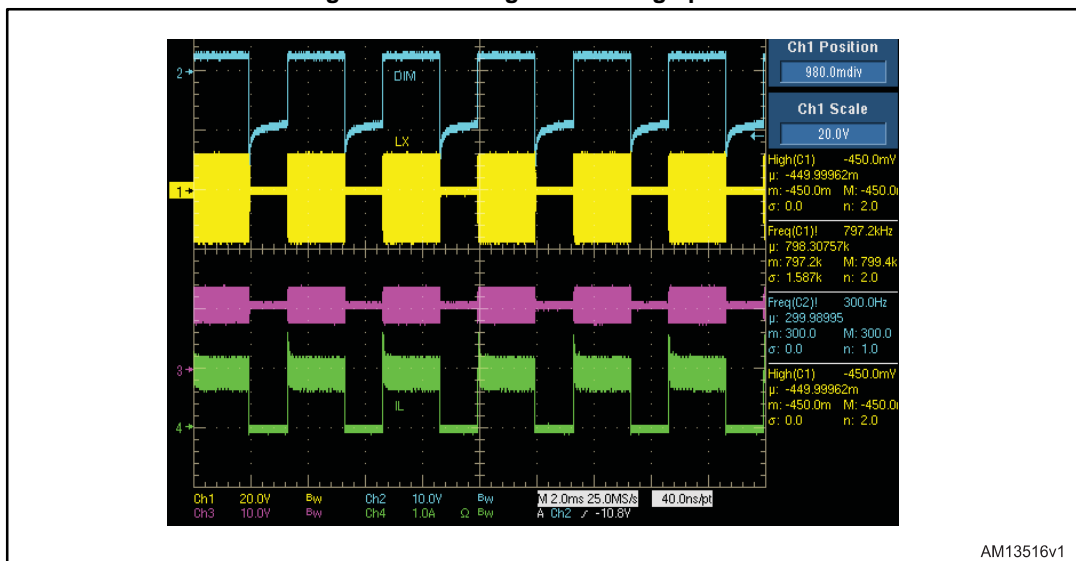 Ch1 Position
980.0mdiv
Ch1 Scale
20.0V
2
DIM
LX
1
3
IL
4
High(C1) -450.0mV
µ: -449.99962m
m: -450.0m M: -450.0
σ: 0.0 n: 2.0
Freq(C1)! 797.2kHz
µ: 798.30757k
m: 797.2k M: 799.4k
σ: 1.587k n: 2.0
Freq(C2)! 300.0Hz
µ: 299.98995
m: 300.0 M: 300.0
σ: 0.0 n: 1.0
High(C1) -450.0mV
µ: -449.99962m
m: -450.0m M: -450.0
σ: 0.0 n: 2.0
Ch1 20.0V Bw Ch2 10.0V Bw M 2.0ms 25.0MS/s 40.0ns/pt
Ch3 10.0V Bw Ch4 1.0A Ω Bw A Ch2 -10.8V
AM13516v1